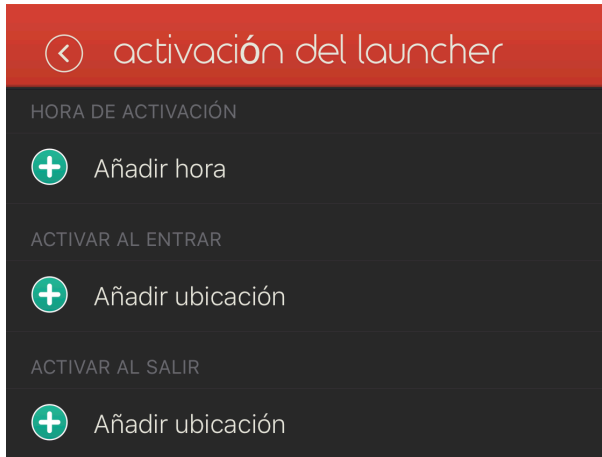 activación del launcher
HORA DE ACTIVACIÓN
Añadir hora
ACTIVAR AL ENTRAR
Añadir ubicación
ACTIVAR AL SALIR
Añadir ubicación